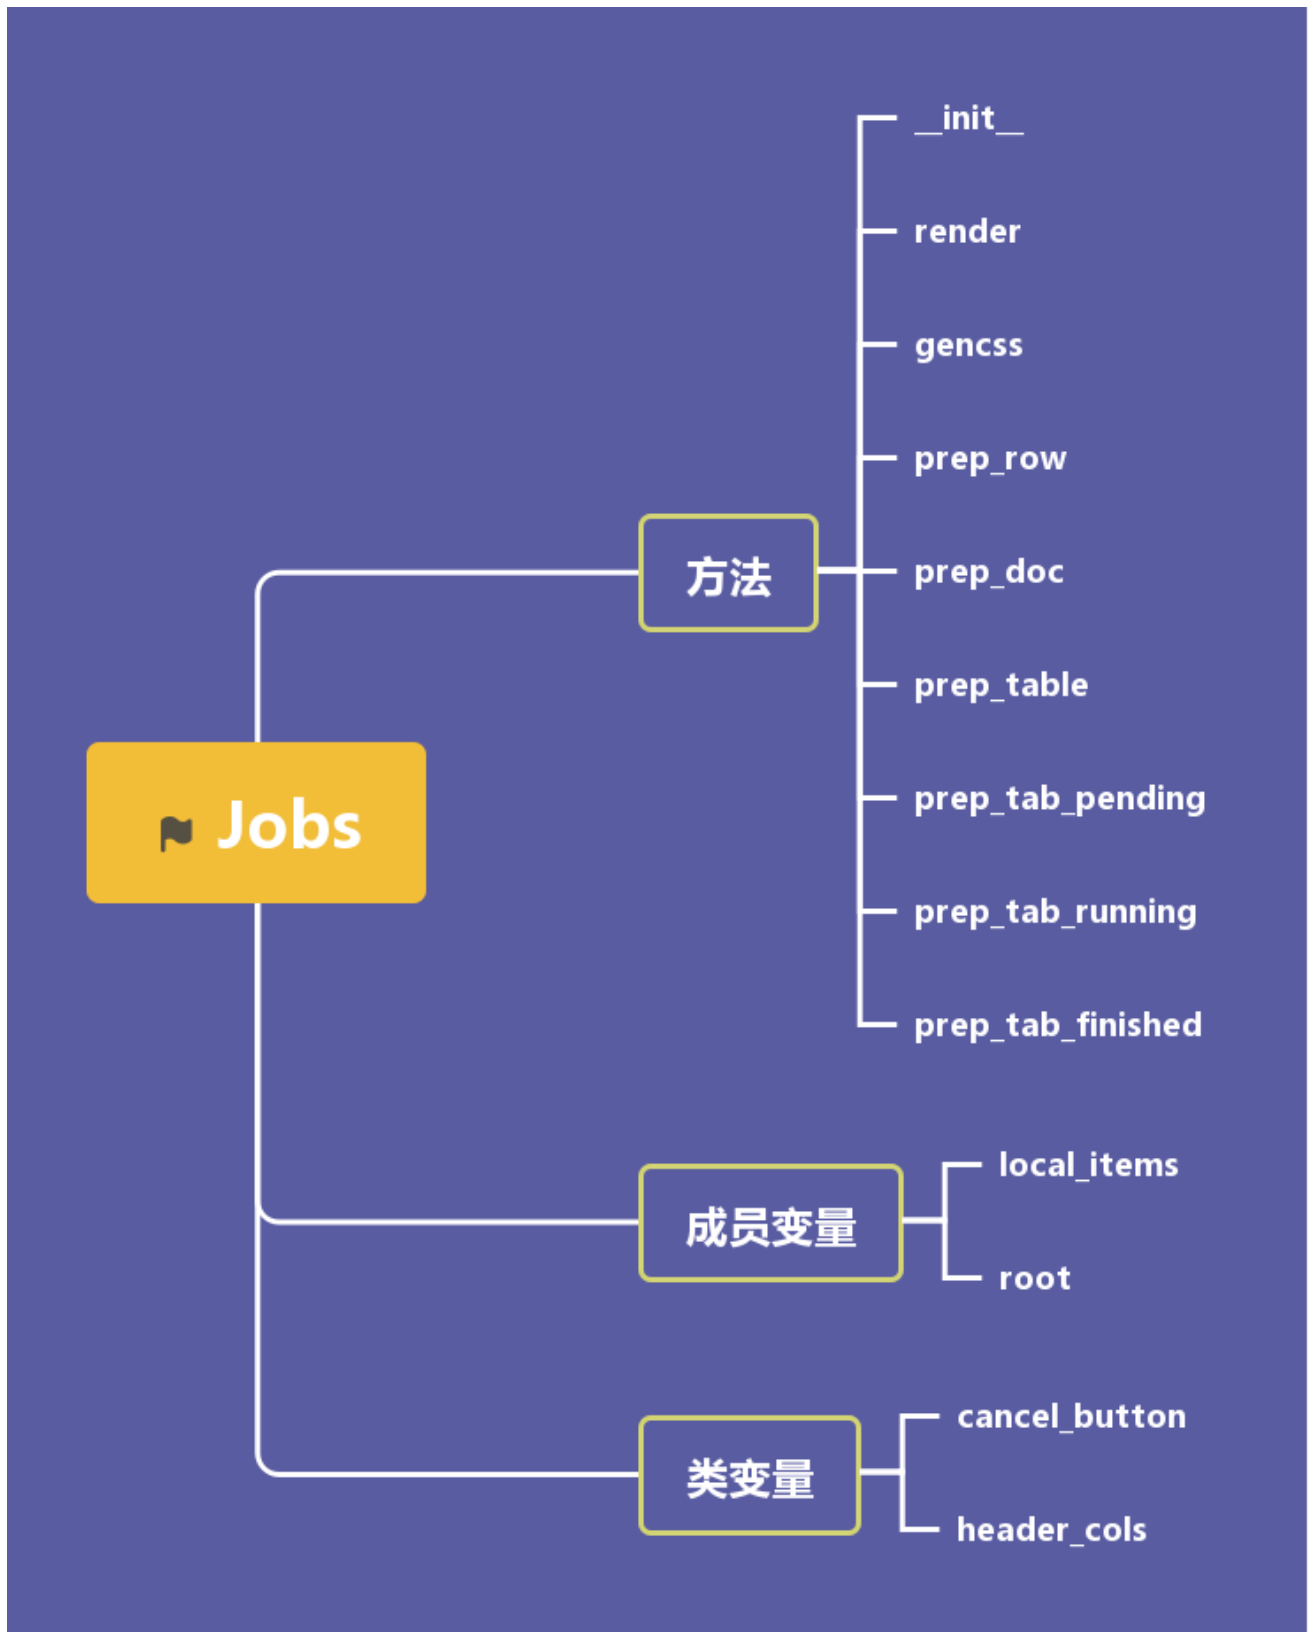 Jobs
方法
__init__
render
gencss
prep_row
prep_doc
prep_table
prep_tab_pending
prep_tab_running
prep_tab_finished
成员变量
local_items
root
类变量
cancel_button
header_cols